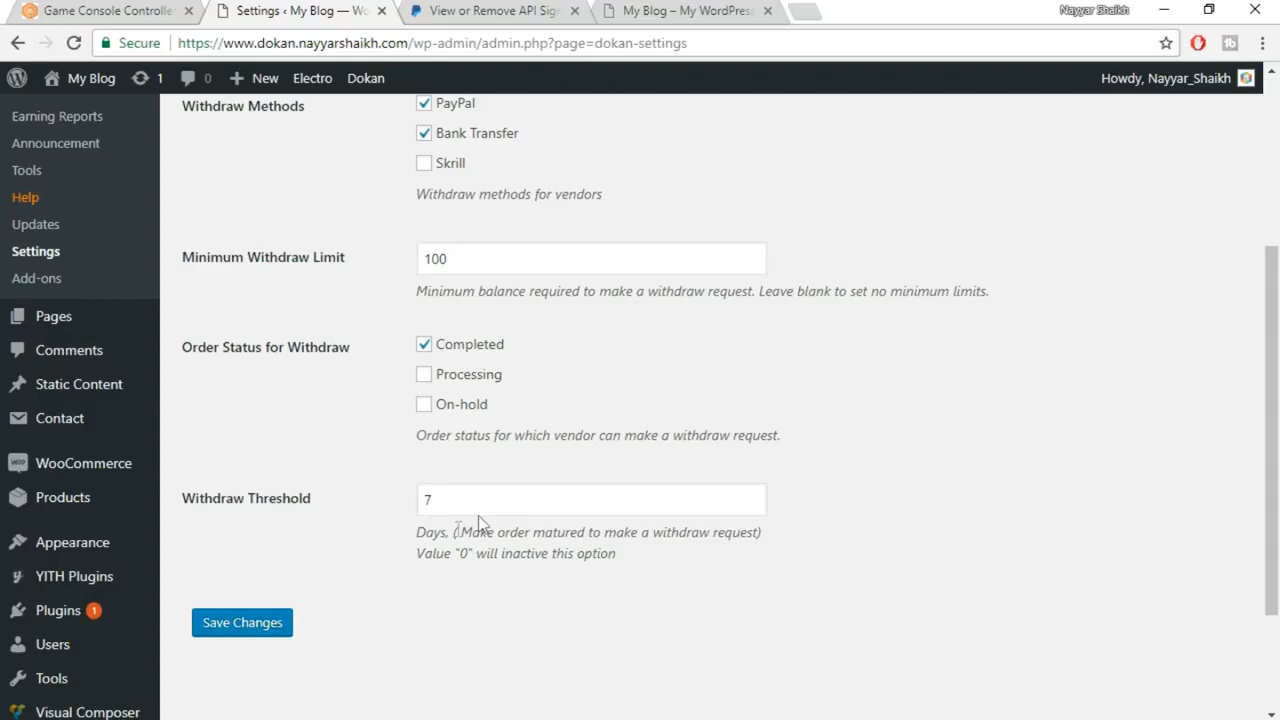 Game Console Controlle
Settings ‹ My Blog — Wo
View or Remove API Sig
My Blog – My WordPres
Nayyar Shaikh
Secure
https://www.dokan.nayyarshaikh.com/wp-admin/admin.php?page=dokan-settings
My Blog
1
0
New
Electro
Dokan
Howdy, Nayyar_Shaikh
Earning Reports
Announcement
Tools
Help
Updates
Settings
Add-ons
Pages
Comments
Static Content
Contact
WooCommerce
Products
Appearance
YITH Plugins
Plugins 1
Users
Tools
Visual Composer
Withdraw Methods
PayPal
Bank Transfer
Skrill
Withdraw methods for vendors
Minimum Withdraw Limit
100
Minimum balance required to make a withdraw request. Leave blank to set no minimum limits.
Order Status for Withdraw
Completed
Processing
On-hold
Order status for which vendor can make a withdraw request.
Withdraw Threshold
7
Days, ( Make order matured to make a withdraw request)
Value "0" will inactive this option
Save Changes